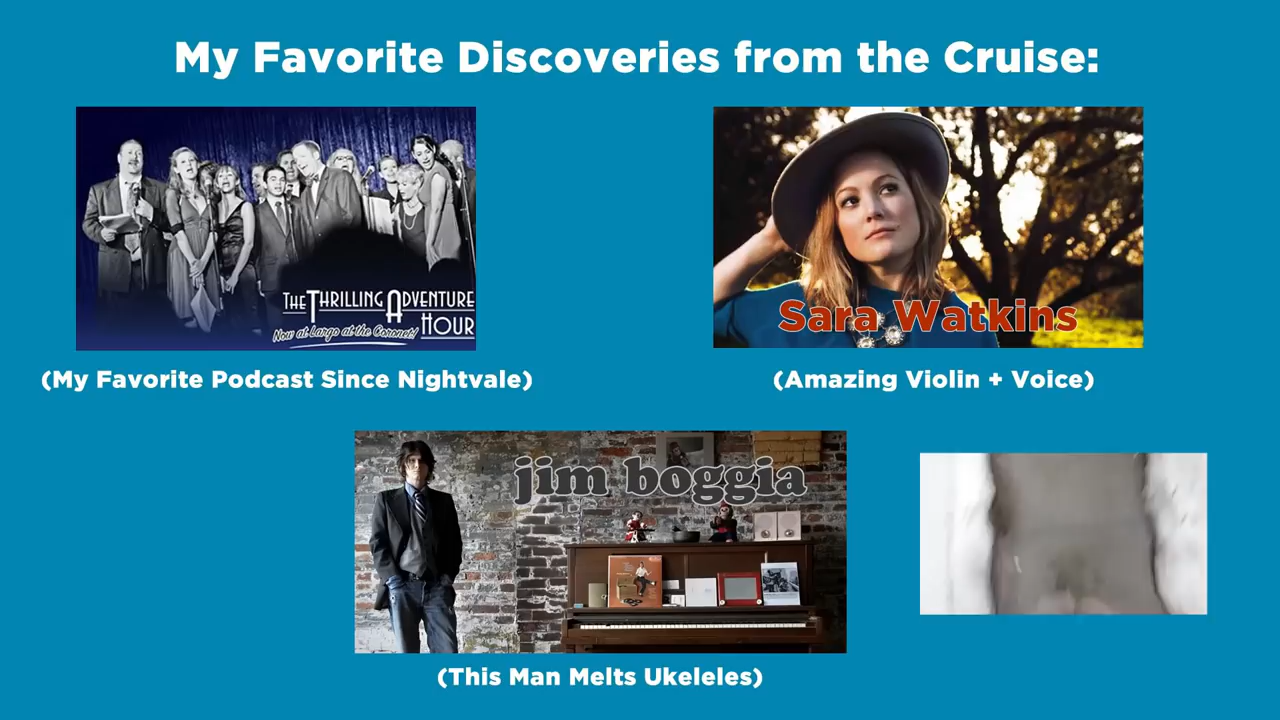 My Favorite Discoveries from the Cruise:
THE THRILLING ADVENTURE
HOUR
Now at Largo at the Coronet!
(My Favorite Podcast Since Nightvale)
Sara Watkins
(Amazing Violin + Voice)
jim boggia
(This Man Melts Ukeleles)